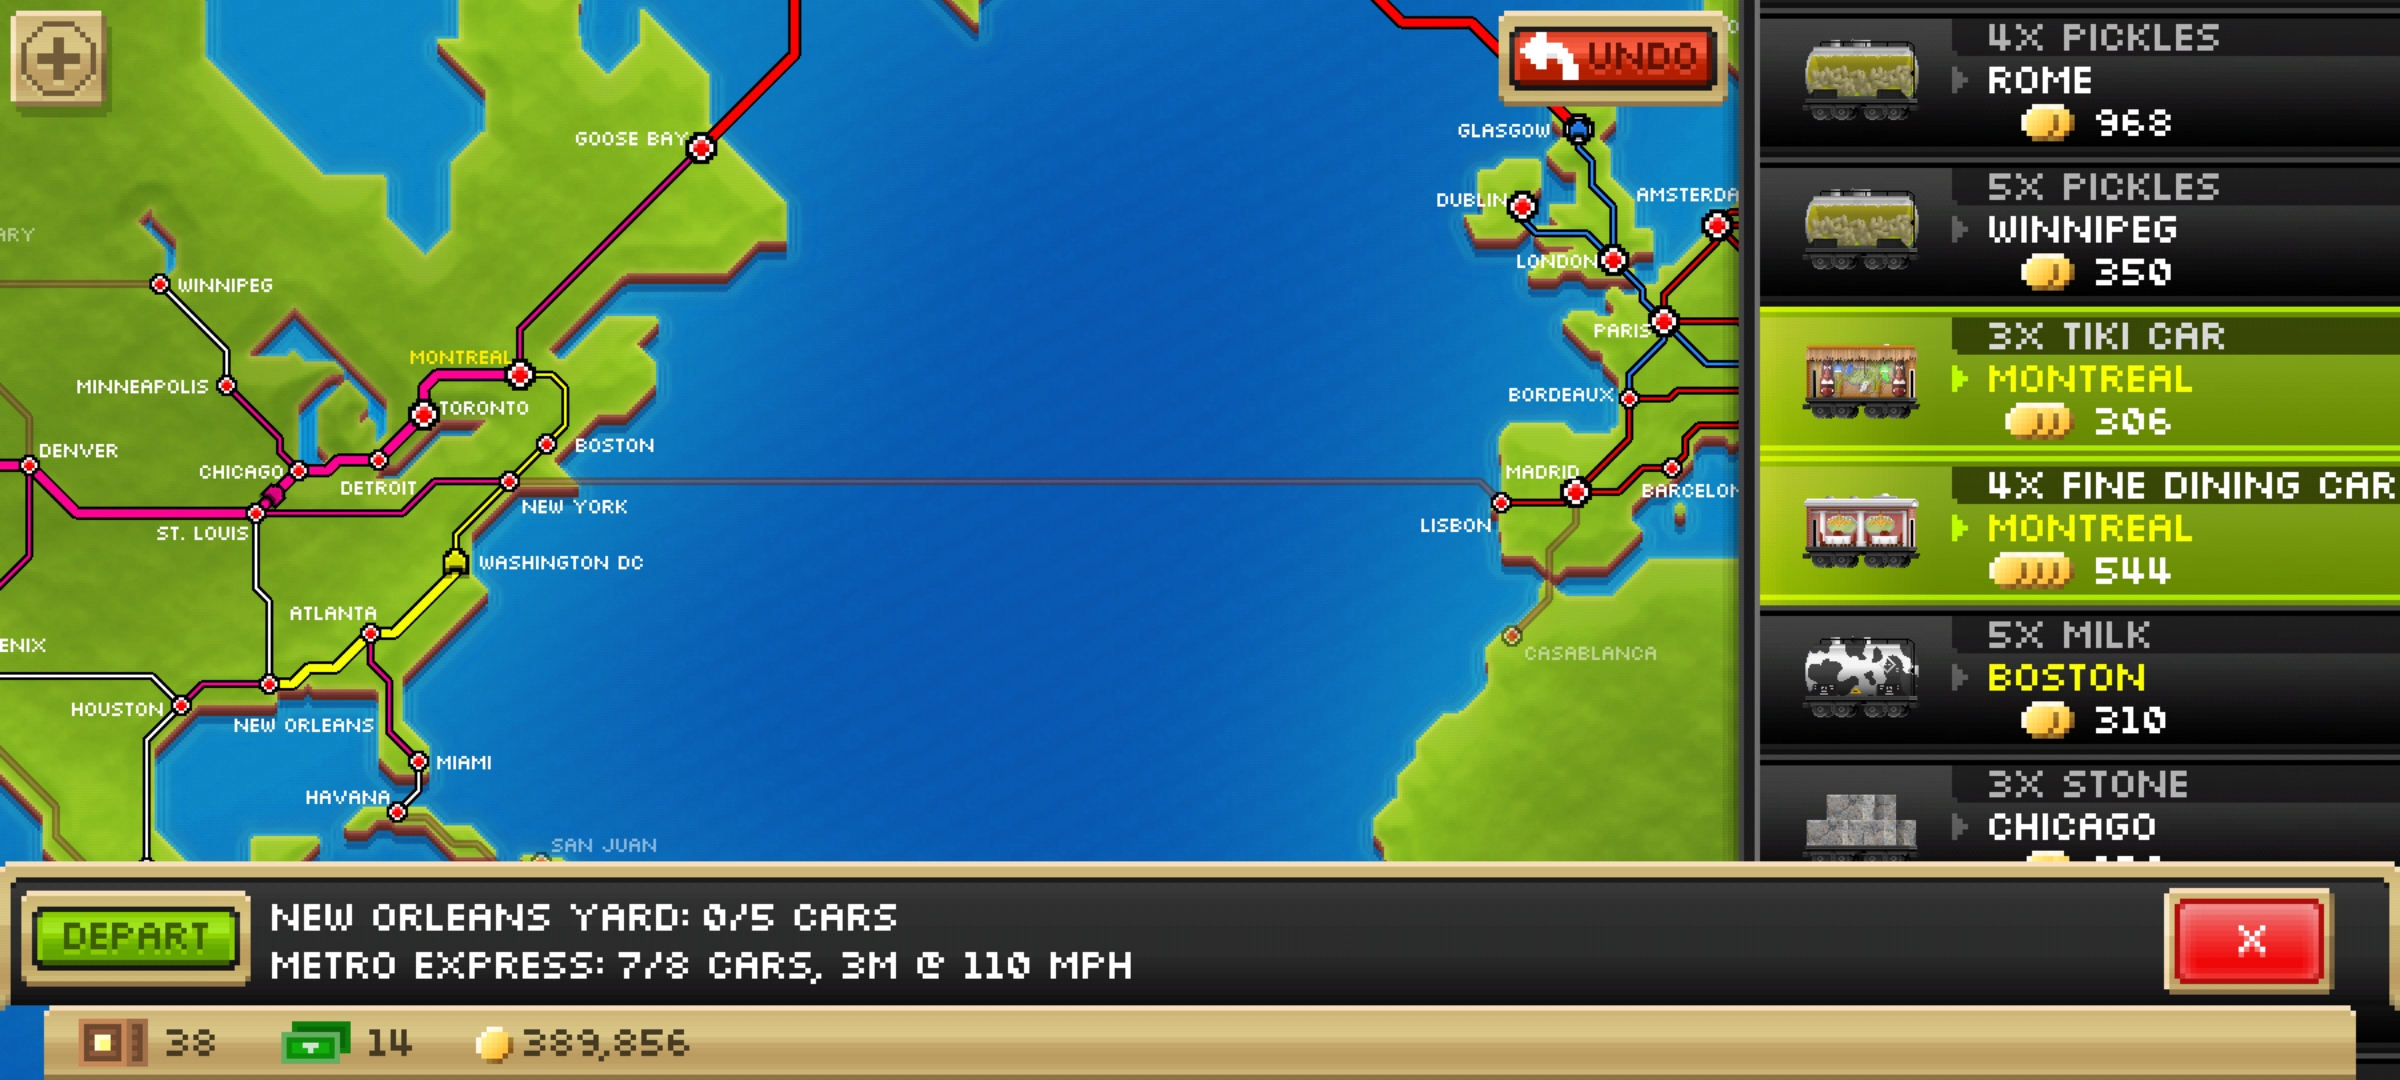 UNDO
GOOSE BAY
GLASGOW
DUBLIN
AMSTERDA
LONDON
ARY
WINNIPEG
MINNEAPOLIS
MONTREAL
TORONTO
PARIS
BORDEAUX
BOSTON
DENVER
CHICAGO
DETROIT
NEW YORK
MADRID
BARCELON
LISBON
ST. LOUIS
WASHINGTON DC
ATLANTA
ENIX
CASABLANCA
HOUSTON
NEW ORLEANS
MIAMI
HAVANA
SAN JUAN
4X PICKLES
ROME
968
5X PICKLES
WINNIPEG
350
3X TIKI CAR
MONTREAL
306
4X FINE DINING CAR
MONTREAL
544
5X MILK
BOSTON
310
3X STONE
CHICAGO
DEPART
NEW ORLEANS YARD: 0/5 CARS
METRO EXPRESS: 7/8 CARS, 3M @ 110 MPH
X
38
14
389,856